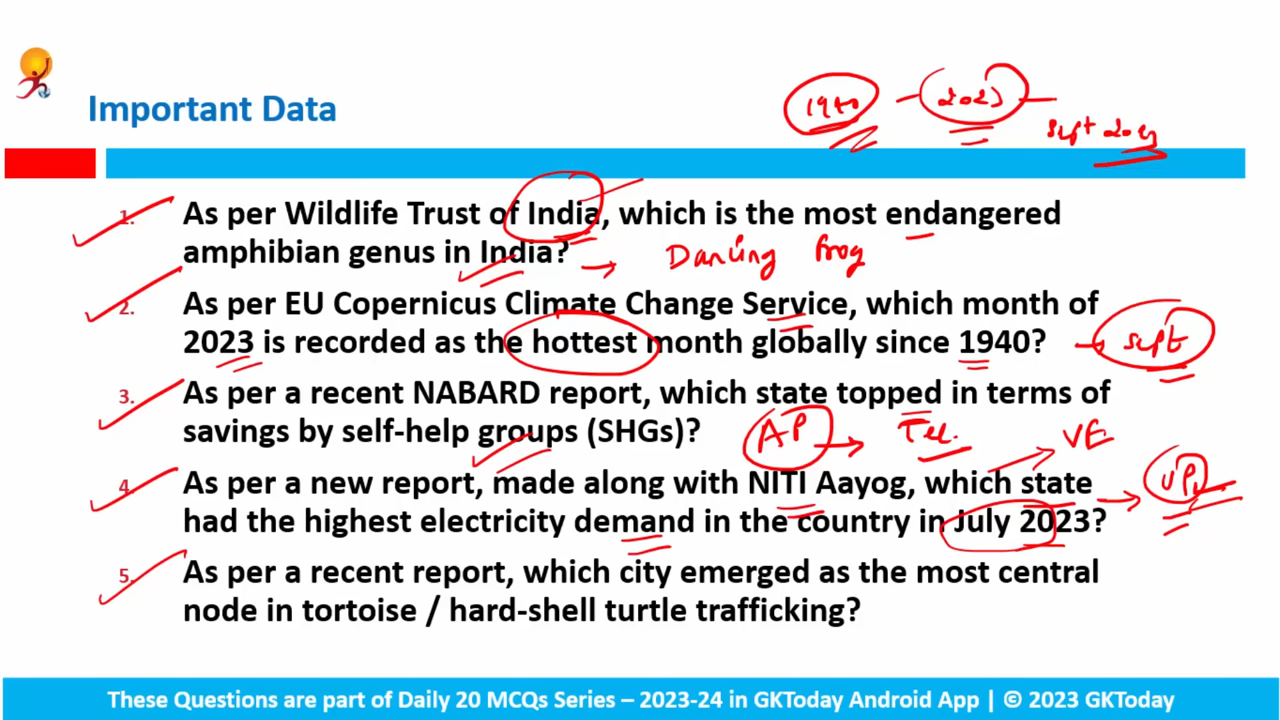 Important Data
1940 - 2023 -
Sept 2023
1. As per Wildlife Trust of India, which is the most endangered
amphibian genus in India? → Dancing frog
2. As per EU Copernicus Climate Change Service, which month of
2023 is recorded as the hottest month globally since 1940? → Sept
3. As per a recent NABARD report, which state topped in terms of
savings by self-help groups (SHGs)? AP → Tel.
→ VE
4. As per a new report, made along with NITI Aayog, which state
had the highest electricity demand in the country in July 2023? → UP
5. As per a recent report, which city emerged as the most central
node in tortoise / hard-shell turtle trafficking?
These Questions are part of Daily 20 MCQs Series – 2023-24 in GKToday Android App | © 2023 GKToday